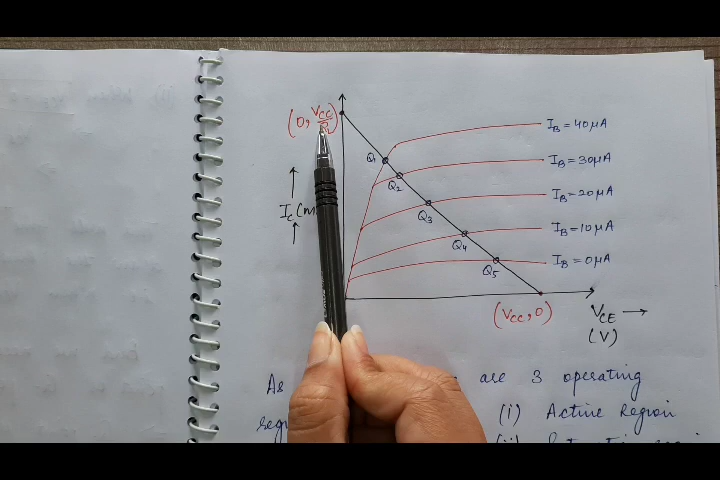 (0, Vcc/R)
IB = 40μA
Q1
IB = 30μA
Q2
IB = 20μA
Q3
Ic (m
IB = 10μA
Q4
IB = 0μA
Q5
(Vcc, 0)
VCE →
(V)
As are 3 operating
(i) Active Region